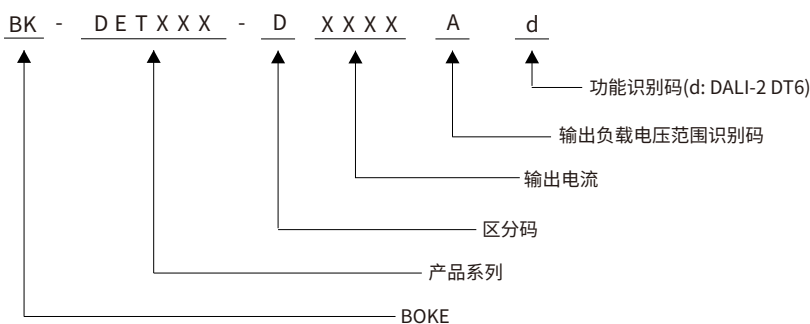 BK - DETXXX - D XXXX A d
功能识别码(d: DALI-2 DT6)
输出负载电压范围识别码
输出电流
区分码
产品系列
BOKE